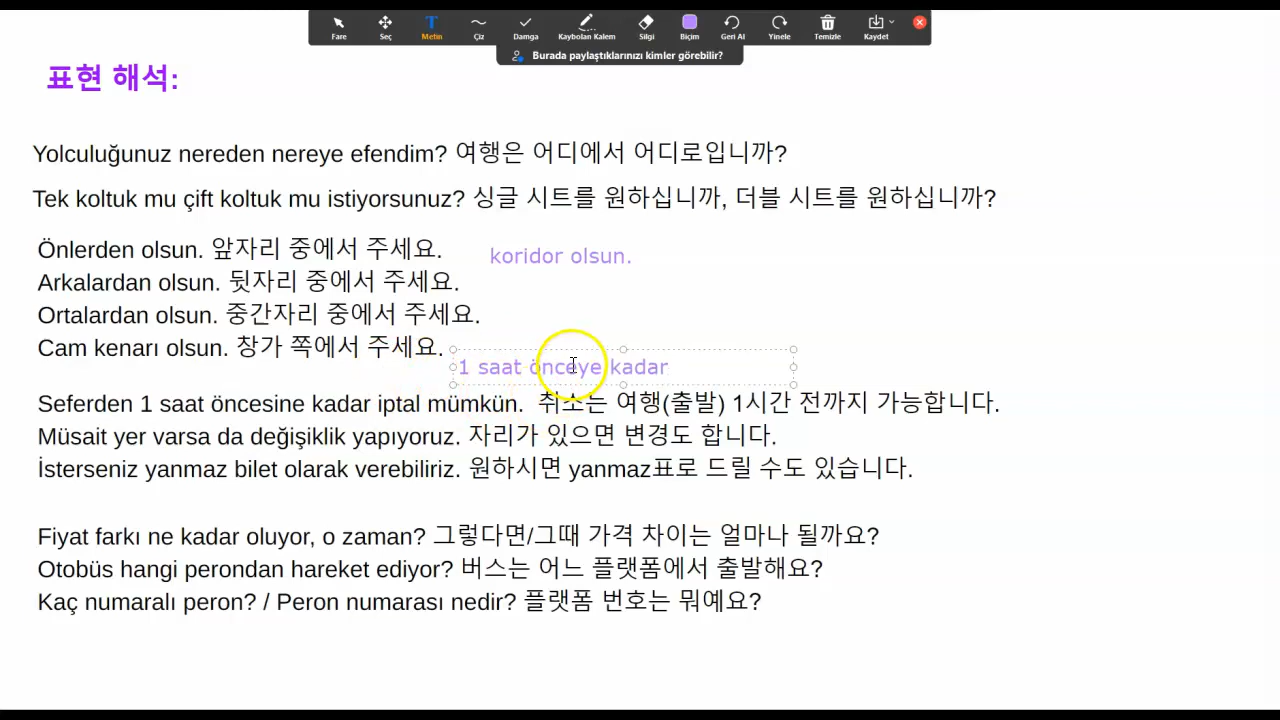 Fare Seç Metin Çiz Damga Kaybolan Kalem Silgi Biçim Geri Al Yinele Temizle Kaydet
Burada paylaştıklarınızı kimler görebilir?
표현 해석:
Yolculuğunuz nereden nereye efendim? 여행은 어디에서 어디로입니까?
Tek koltuk mu çift koltuk mu istiyorsunuz? 싱글 시트를 원하십니까, 더블 시트를 원하십니까?
Önlerden olsun. 앞자리 중에서 주세요.
koridor olsun.
Arkalardan olsun. 뒷자리 중에서 주세요.
Ortalardan olsun. 중간자리 중에서 주세요.
Cam kenarı olsun. 창가 쪽에서 주세요.
1 saat önceye kadar
Seferden 1 saat öncesine kadar iptal mümkün. 취소는 여행(출발) 1시간 전까지 가능합니다.
Müsait yer varsa da değişiklik yapıyoruz. 자리가 있으면 변경도 합니다.
İsterseniz yanmaz bilet olarak verebiliriz. 원하시면 yanmaz표로 드릴 수도 있습니다.
Fiyat farkı ne kadar oluyor, o zaman? 그렇다면/그때 가격 차이는 얼마나 될까요?
Otobüs hangi perondan hareket ediyor? 버스는 어느 플랫폼에서 출발해요?
Kaç numaralı peron? / Peron numarası nedir? 플랫폼 번호는 뭐예요?